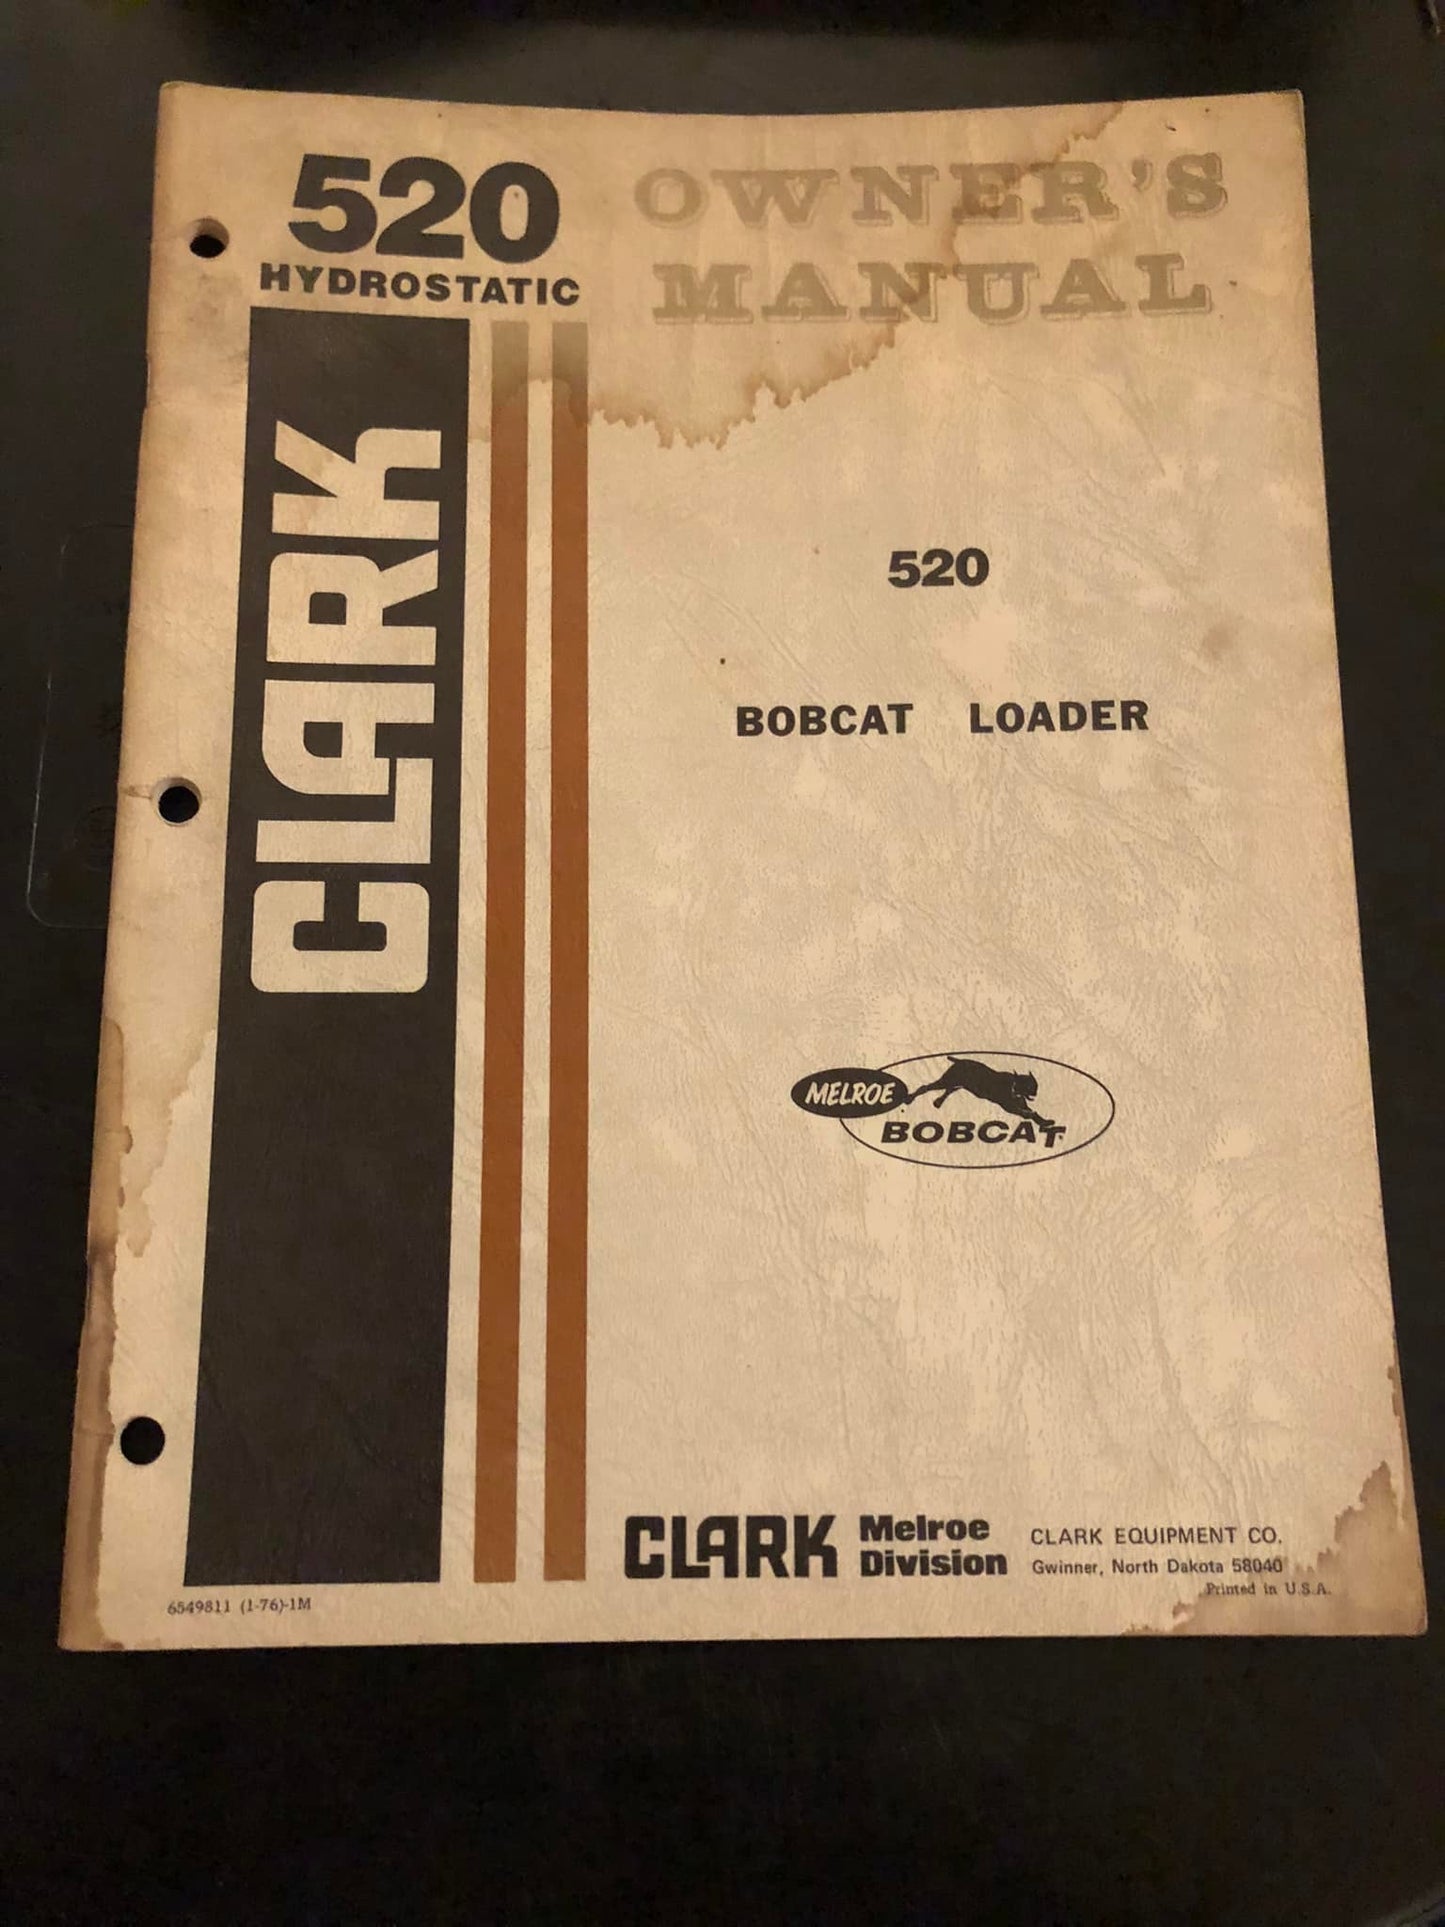 520
HYDROSTATIC
OWNER'S
MANUAL
CLARK
520
BOBCAT LOADER
MELROE
BOBCAT
CLARK Melroe Division
CLARK EQUIPMENT CO.
Gwinner, North Dakota 58040
Printed in U.S.A.
6549811 (1-76)-1M